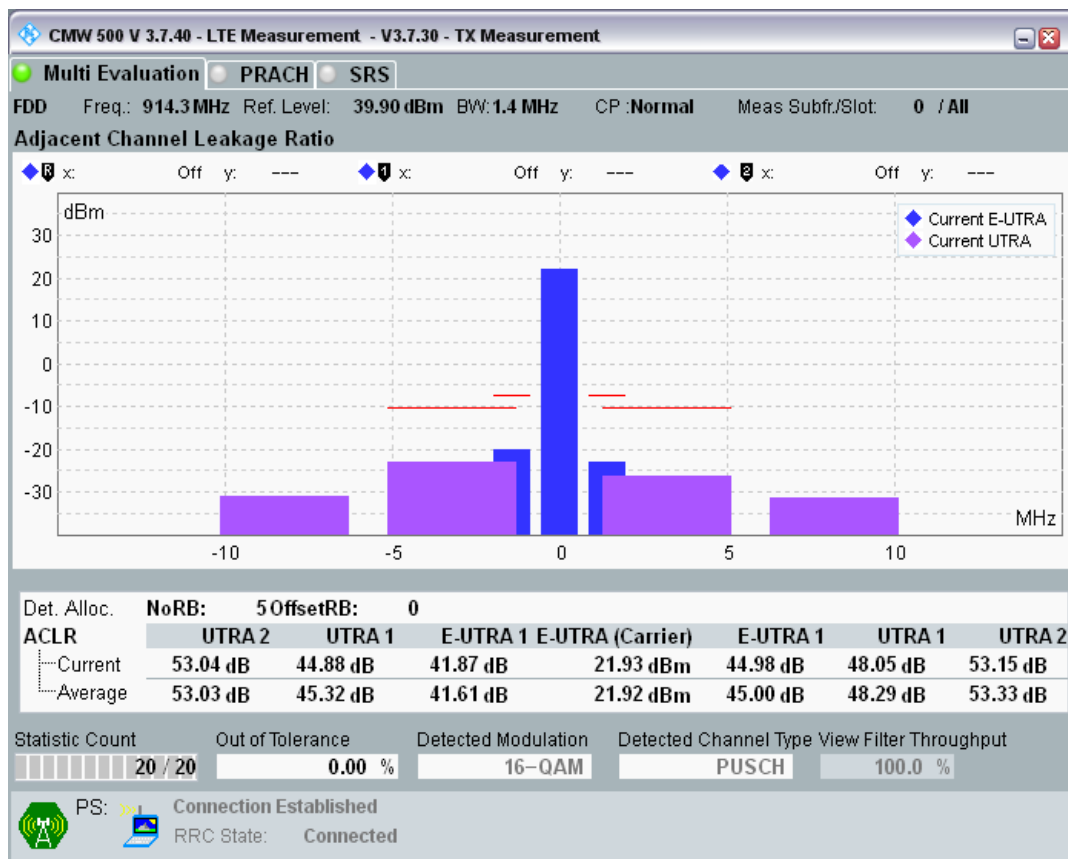 CMW 500 V 3.7.40 - LTE Measurement - V3.7.30 - TX Measurement
Multi Evaluation PRACH SRS
FDD Freq.: 914.3 MHz Ref. Level: 39.90 dBm BW: 1.4 MHz CP :Normal Meas Subfr./Slot: 0 / All
Adjacent Channel Leakage Ratio
R x: Off y: --- 1 x: Off y: --- 2 x: Off y: ---
dBm
Current E-UTRA
Current UTRA
30
20
10
0
-10
-20
-30
MHz
-10 -5 0 5 10
Det. Alloc. NoRB: 5 OffsetRB: 0
ACLR UTRA 2 UTRA 1 E-UTRA 1 E-UTRA (Carrier) E-UTRA 1 UTRA 1 UTRA 2
Current 53.04 dB 44.88 dB 41.87 dB 21.93 dBm 44.98 dB 48.05 dB 53.15 dB
Average 53.03 dB 45.32 dB 41.61 dB 21.92 dBm 45.00 dB 48.29 dB 53.33 dB
Statistic Count Out of Tolerance Detected Modulation Detected Channel Type View Filter Throughput
20 / 20 0.00 % 16-QAM PUSCH 100.0 %
PS: Connection Established
RRC State: Connected